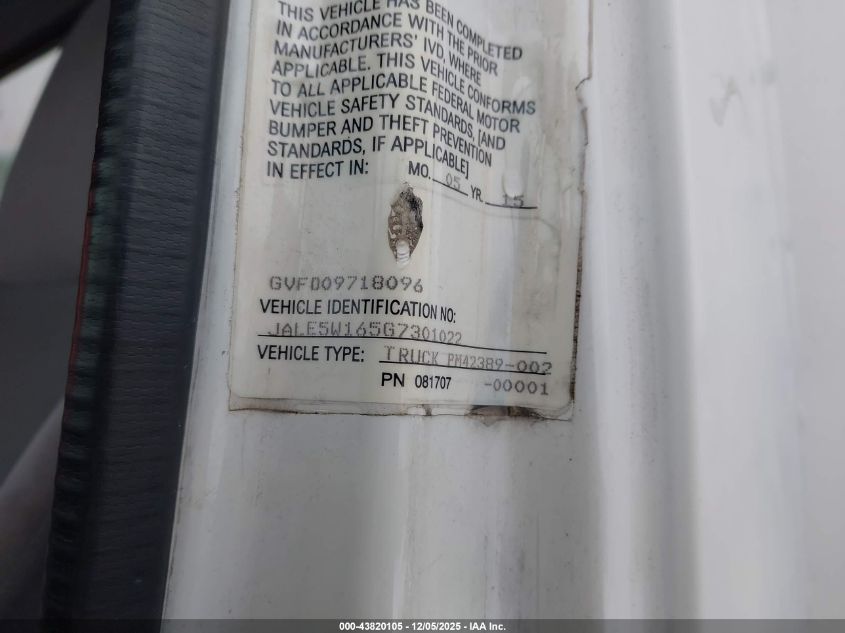 THIS VEHICLE HAS BEEN COMPLETED
IN ACCORDANCE WITH THE PRIOR
MANUFACTURERS' IVD, WHERE
APPLICABLE. THIS VEHICLE CONFORMS
TO ALL APPLICABLE FEDERAL MOTOR
VEHICLE SAFETY STANDARDS, [AND
BUMPER AND THEFT PREVENTION
STANDARDS, IF APPLICABLE]
IN EFFECT IN: MO. 05 YR. 15
GVFD09718096
VEHICLE IDENTIFICATION NO:
JALE5W165G7301022
VEHICLE TYPE: TRUCK PM42389-002
PN 081707 -00001
000-43820105 - 12/05/2025 - IAA Inc.